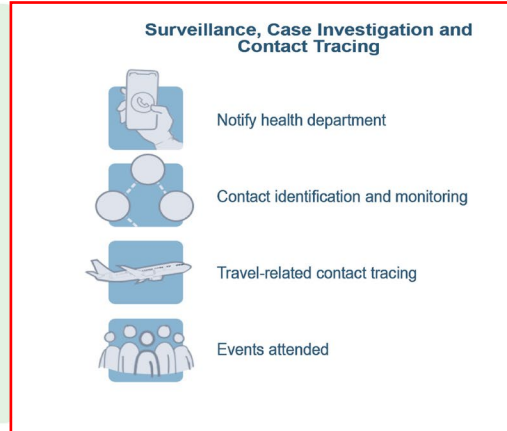 Surveillance, Case Investigation and
Contact Tracing
Notify health department
Contact identification and monitoring
Travel-related contact tracing
Events attended